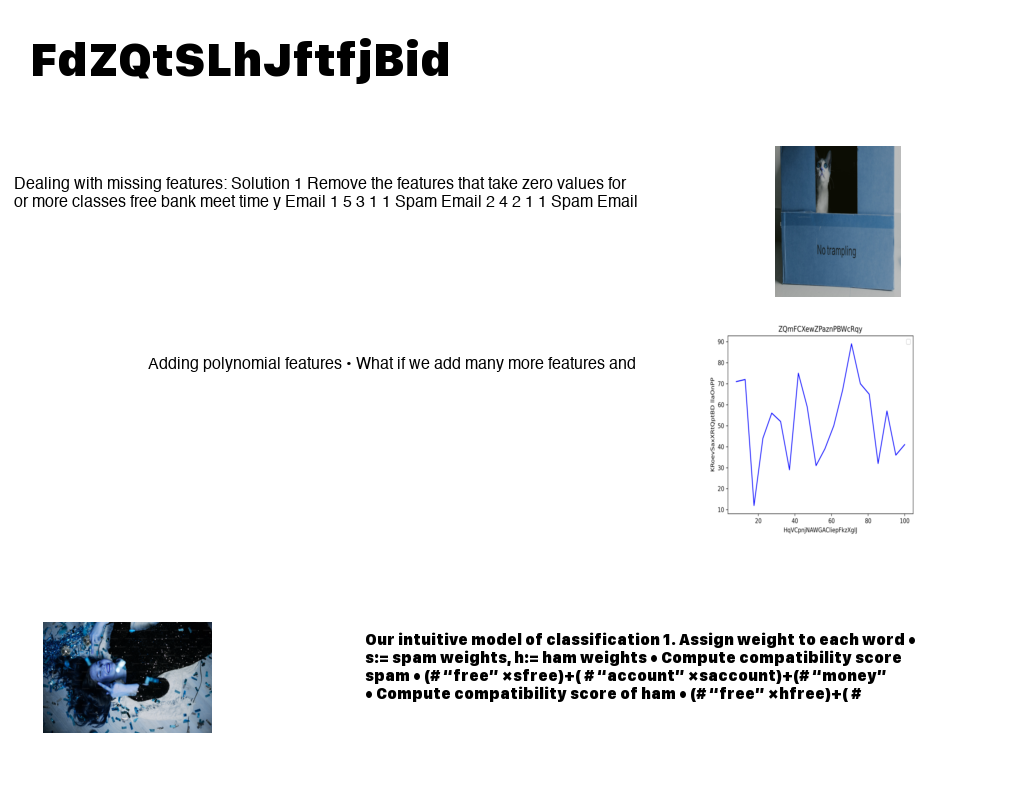 FdZQtSLhJftfjBid
Dealing with missing features: Solution 1 Remove the features that take zero values for
or more classes free bank meet time y Email 1 5 3 1 1 Spam Email 2 4 2 1 1 Spam Email
No trampling
ZQmFCXewZPaznPBWcRqy
90
80
70
60
50
40
30
20
10
20 40 60 80 100
Adding polynomial features • What if we add many more features and
Our intuitive model of classification 1. Assign weight to each word •
s:= spam weights, h:= ham weights • Compute compatibility score
spam • (# “free” ×sfree)+( # “account” ×saccount)+(# “money”
• Compute compatibility score of ham • (# “free” ×hfree)+( #